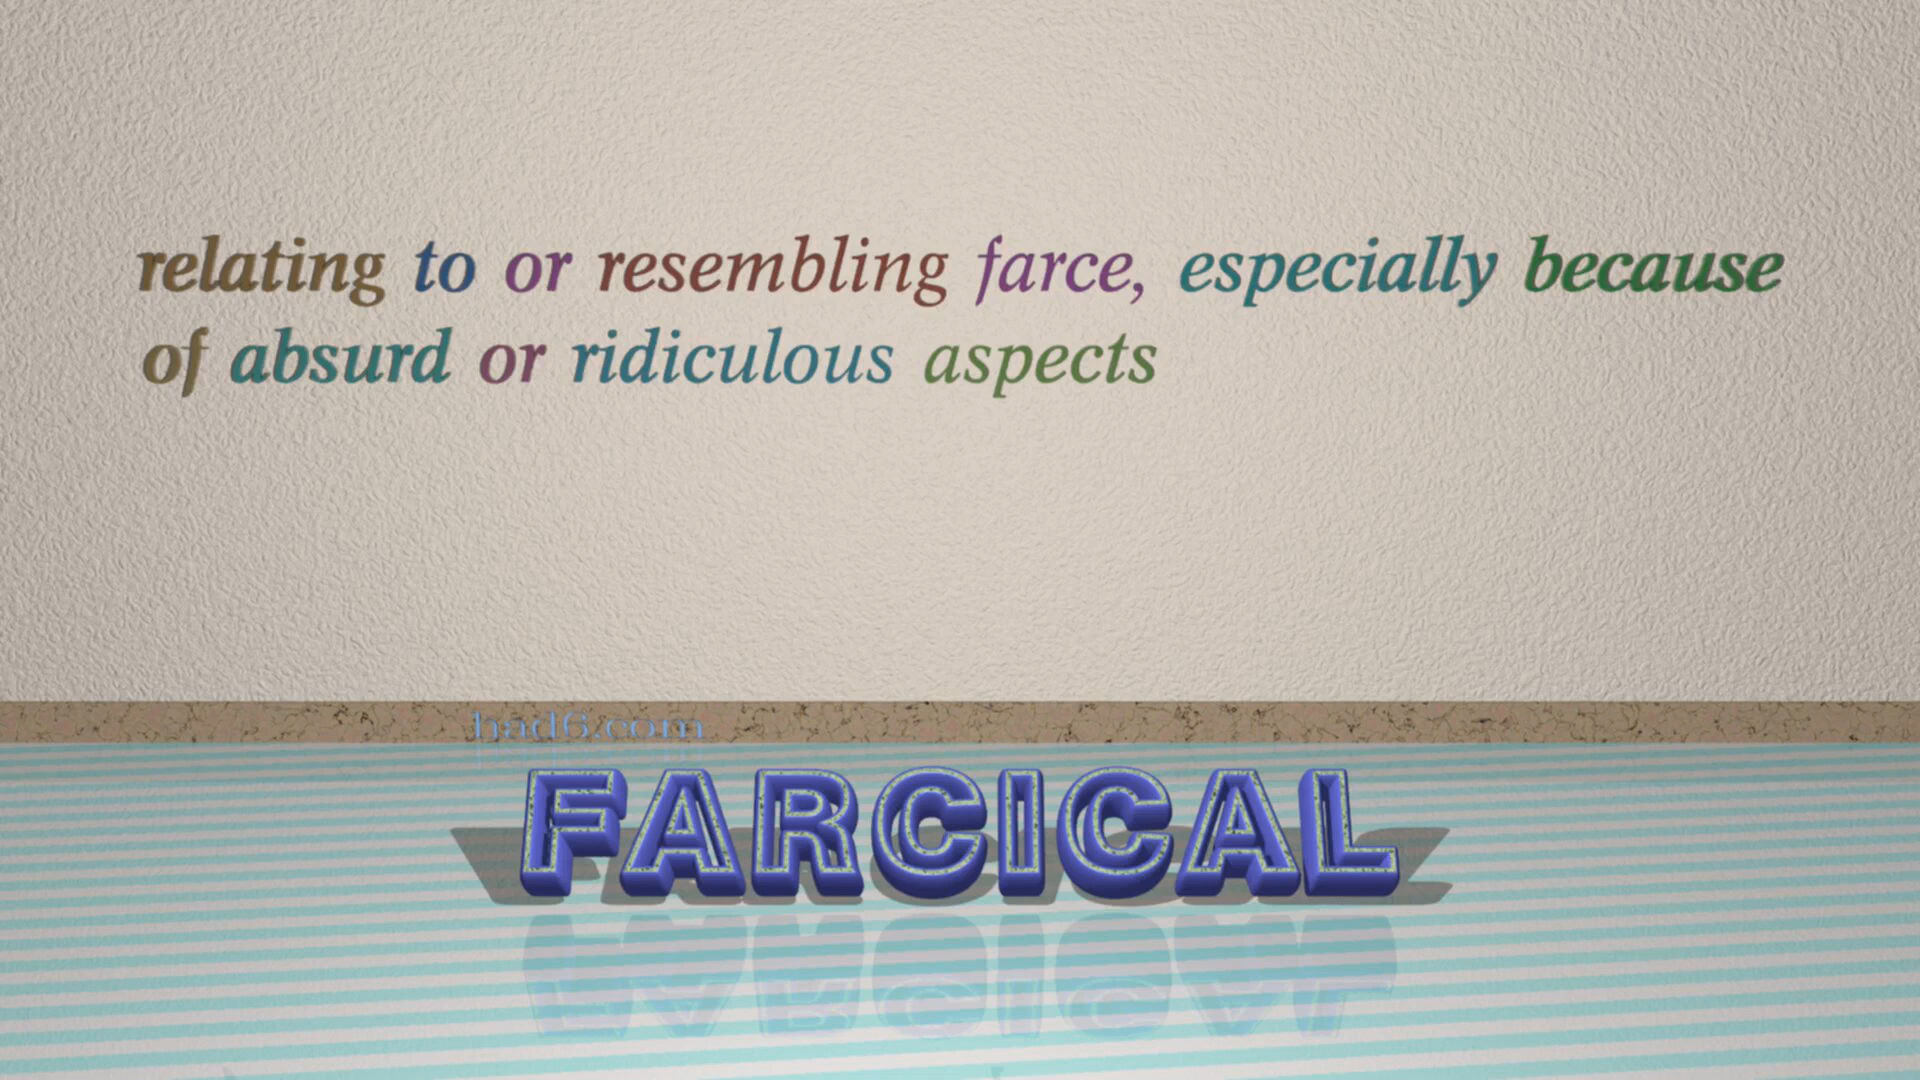 relating to or resembling farce, especially because
of absurd or ridiculous aspects
had6.com
FARCICAL